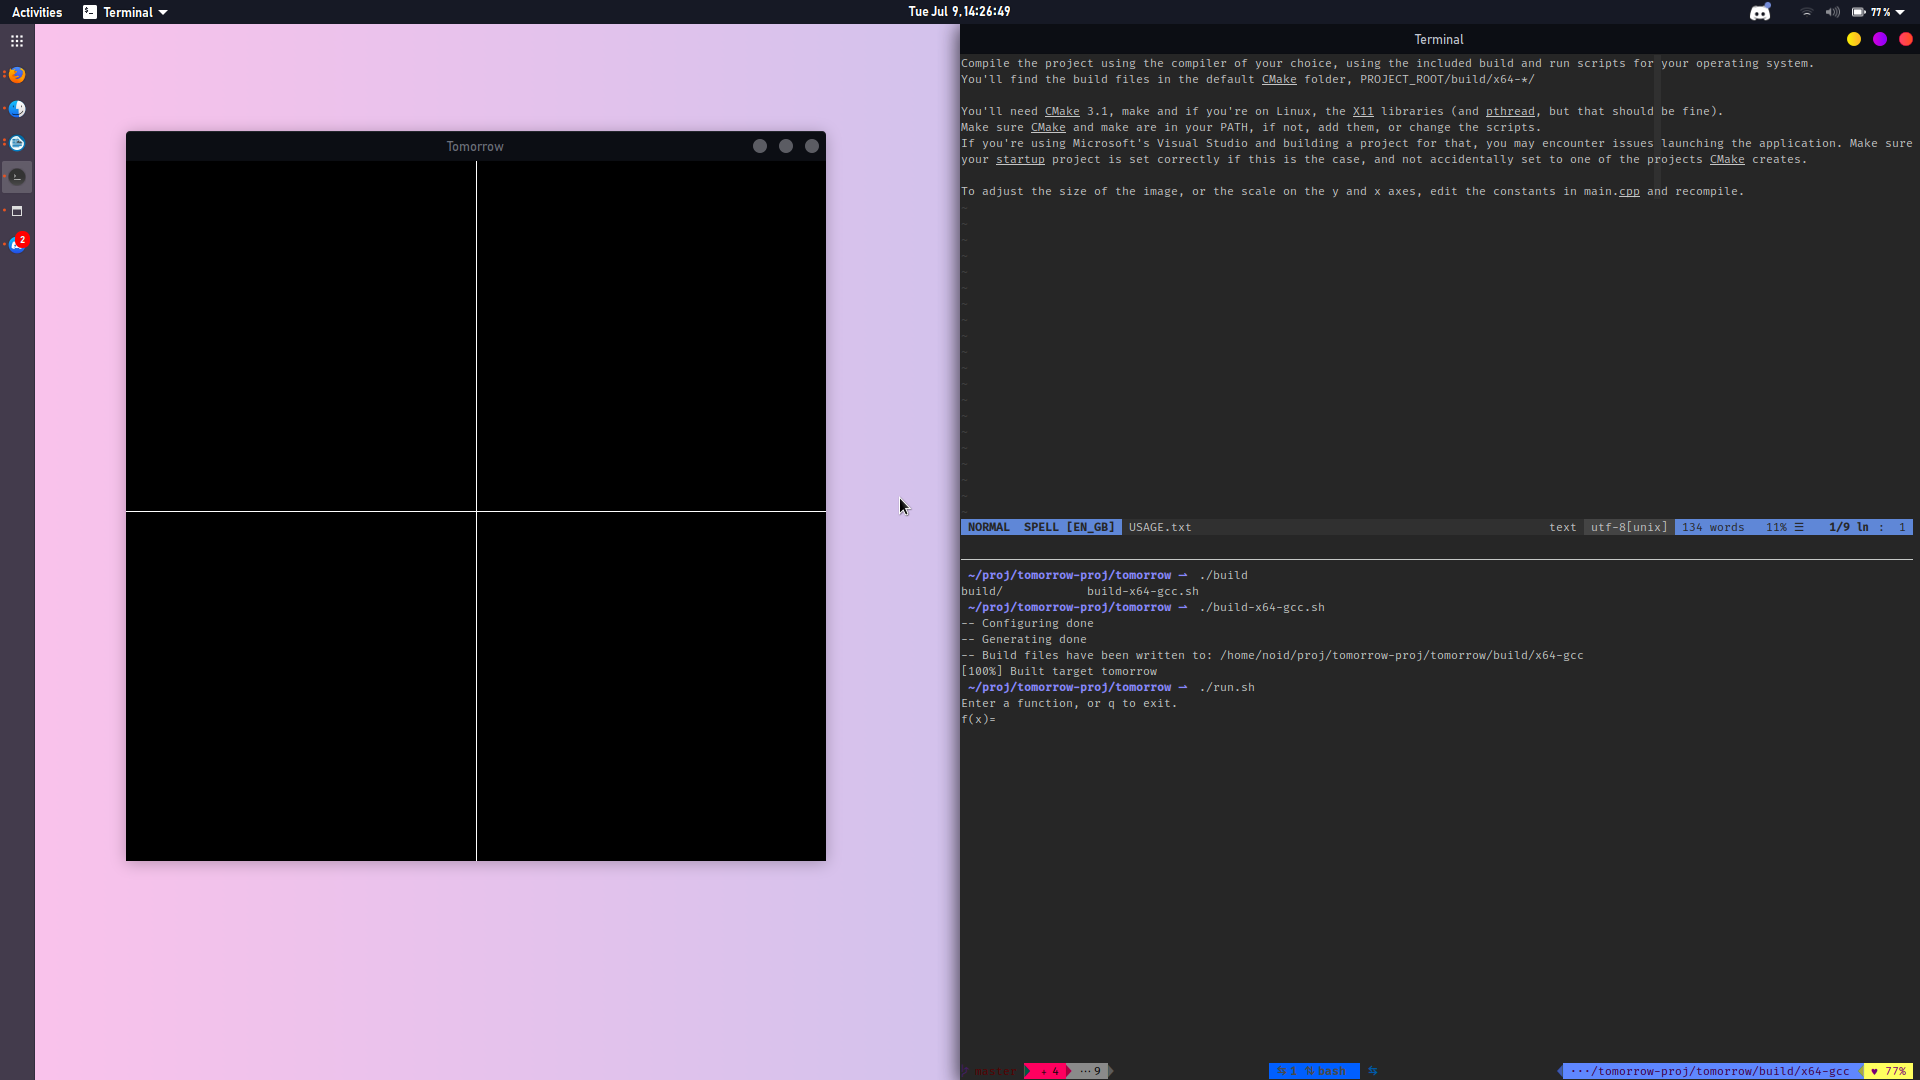 Activities Terminal Tue Jul 9, 14:26:49 77%
2
Tomorrow
Terminal
Compile the project using the compiler of your choice, using the included build and run scripts for your operating system.
You'll find the build files in the default CMake folder, PROJECT_ROOT/build/x64-*/
You'll need CMake 3.1, make and if you're on Linux, the X11 libraries (and pthread, but that should be fine).
Make sure CMake and make are in your PATH, if not, add them, or change the scripts.
If you're using Microsoft's Visual Studio and building a project for that, you may encounter issues launching the application. Make sure
your startup project is set correctly if this is the case, and not accidentally set to one of the projects CMake creates.
To adjust the size of the image, or the scale on the y and x axes, edit the constants in main.cpp and recompile.
NORMAL SPELL [EN_GB] USAGE.txt text utf-8[unix] 134 words 11% ☰ 1/9 ln : 1
~/proj/tomorrow-proj/tomorrow → ./build
build/ build-x64-gcc.sh
~/proj/tomorrow-proj/tomorrow → ./build-x64-gcc.sh
-- Configuring done
-- Generating done
-- Build files have been written to: /home/noid/proj/tomorrow-proj/tomorrow/build/x64-gcc
[100%] Built target tomorrow
~/proj/tomorrow-proj/tomorrow → ./run.sh
Enter a function, or q to exit.
f(x)=
master + 4 ··· 9 1 bash ···/tomorrow-proj/tomorrow/build/x64-gcc ♥ 77%